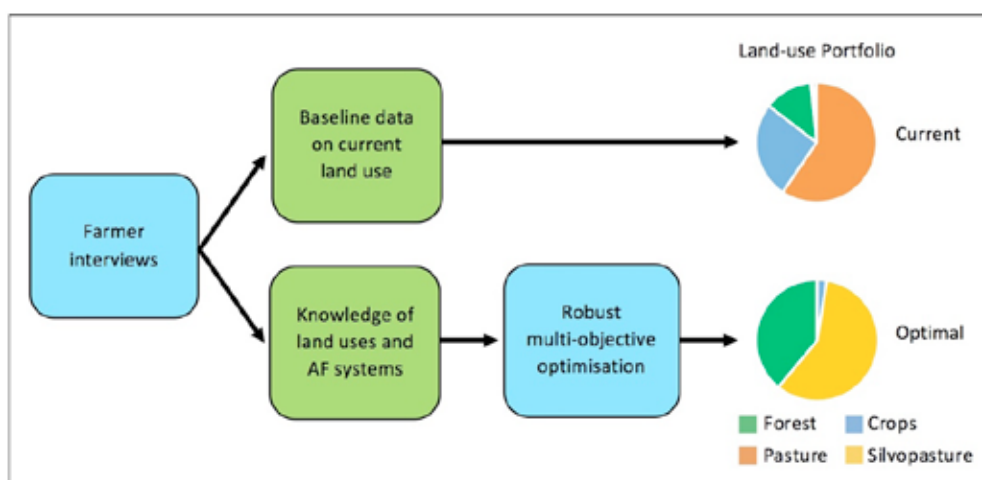 Land-use Portfolio
Baseline data
on current
land use
Current
Farmer
interviews
Knowledge of
land uses and
AF systems
Robust
multi-objective
optimisation
Optimal
Forest
Crops
Pasture
Silvopasture